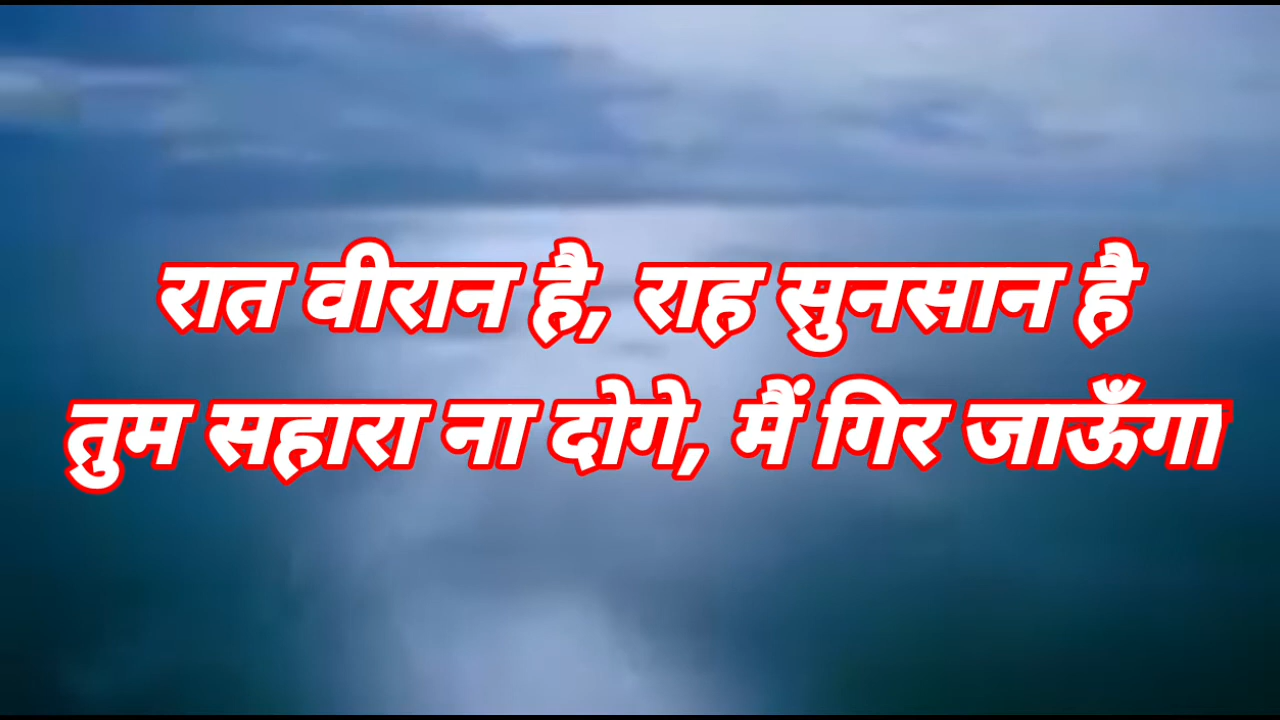 रात वीरान है, राह सुनसान है
तुम सहारा ना दोगे, मैं गिर जाऊँगा